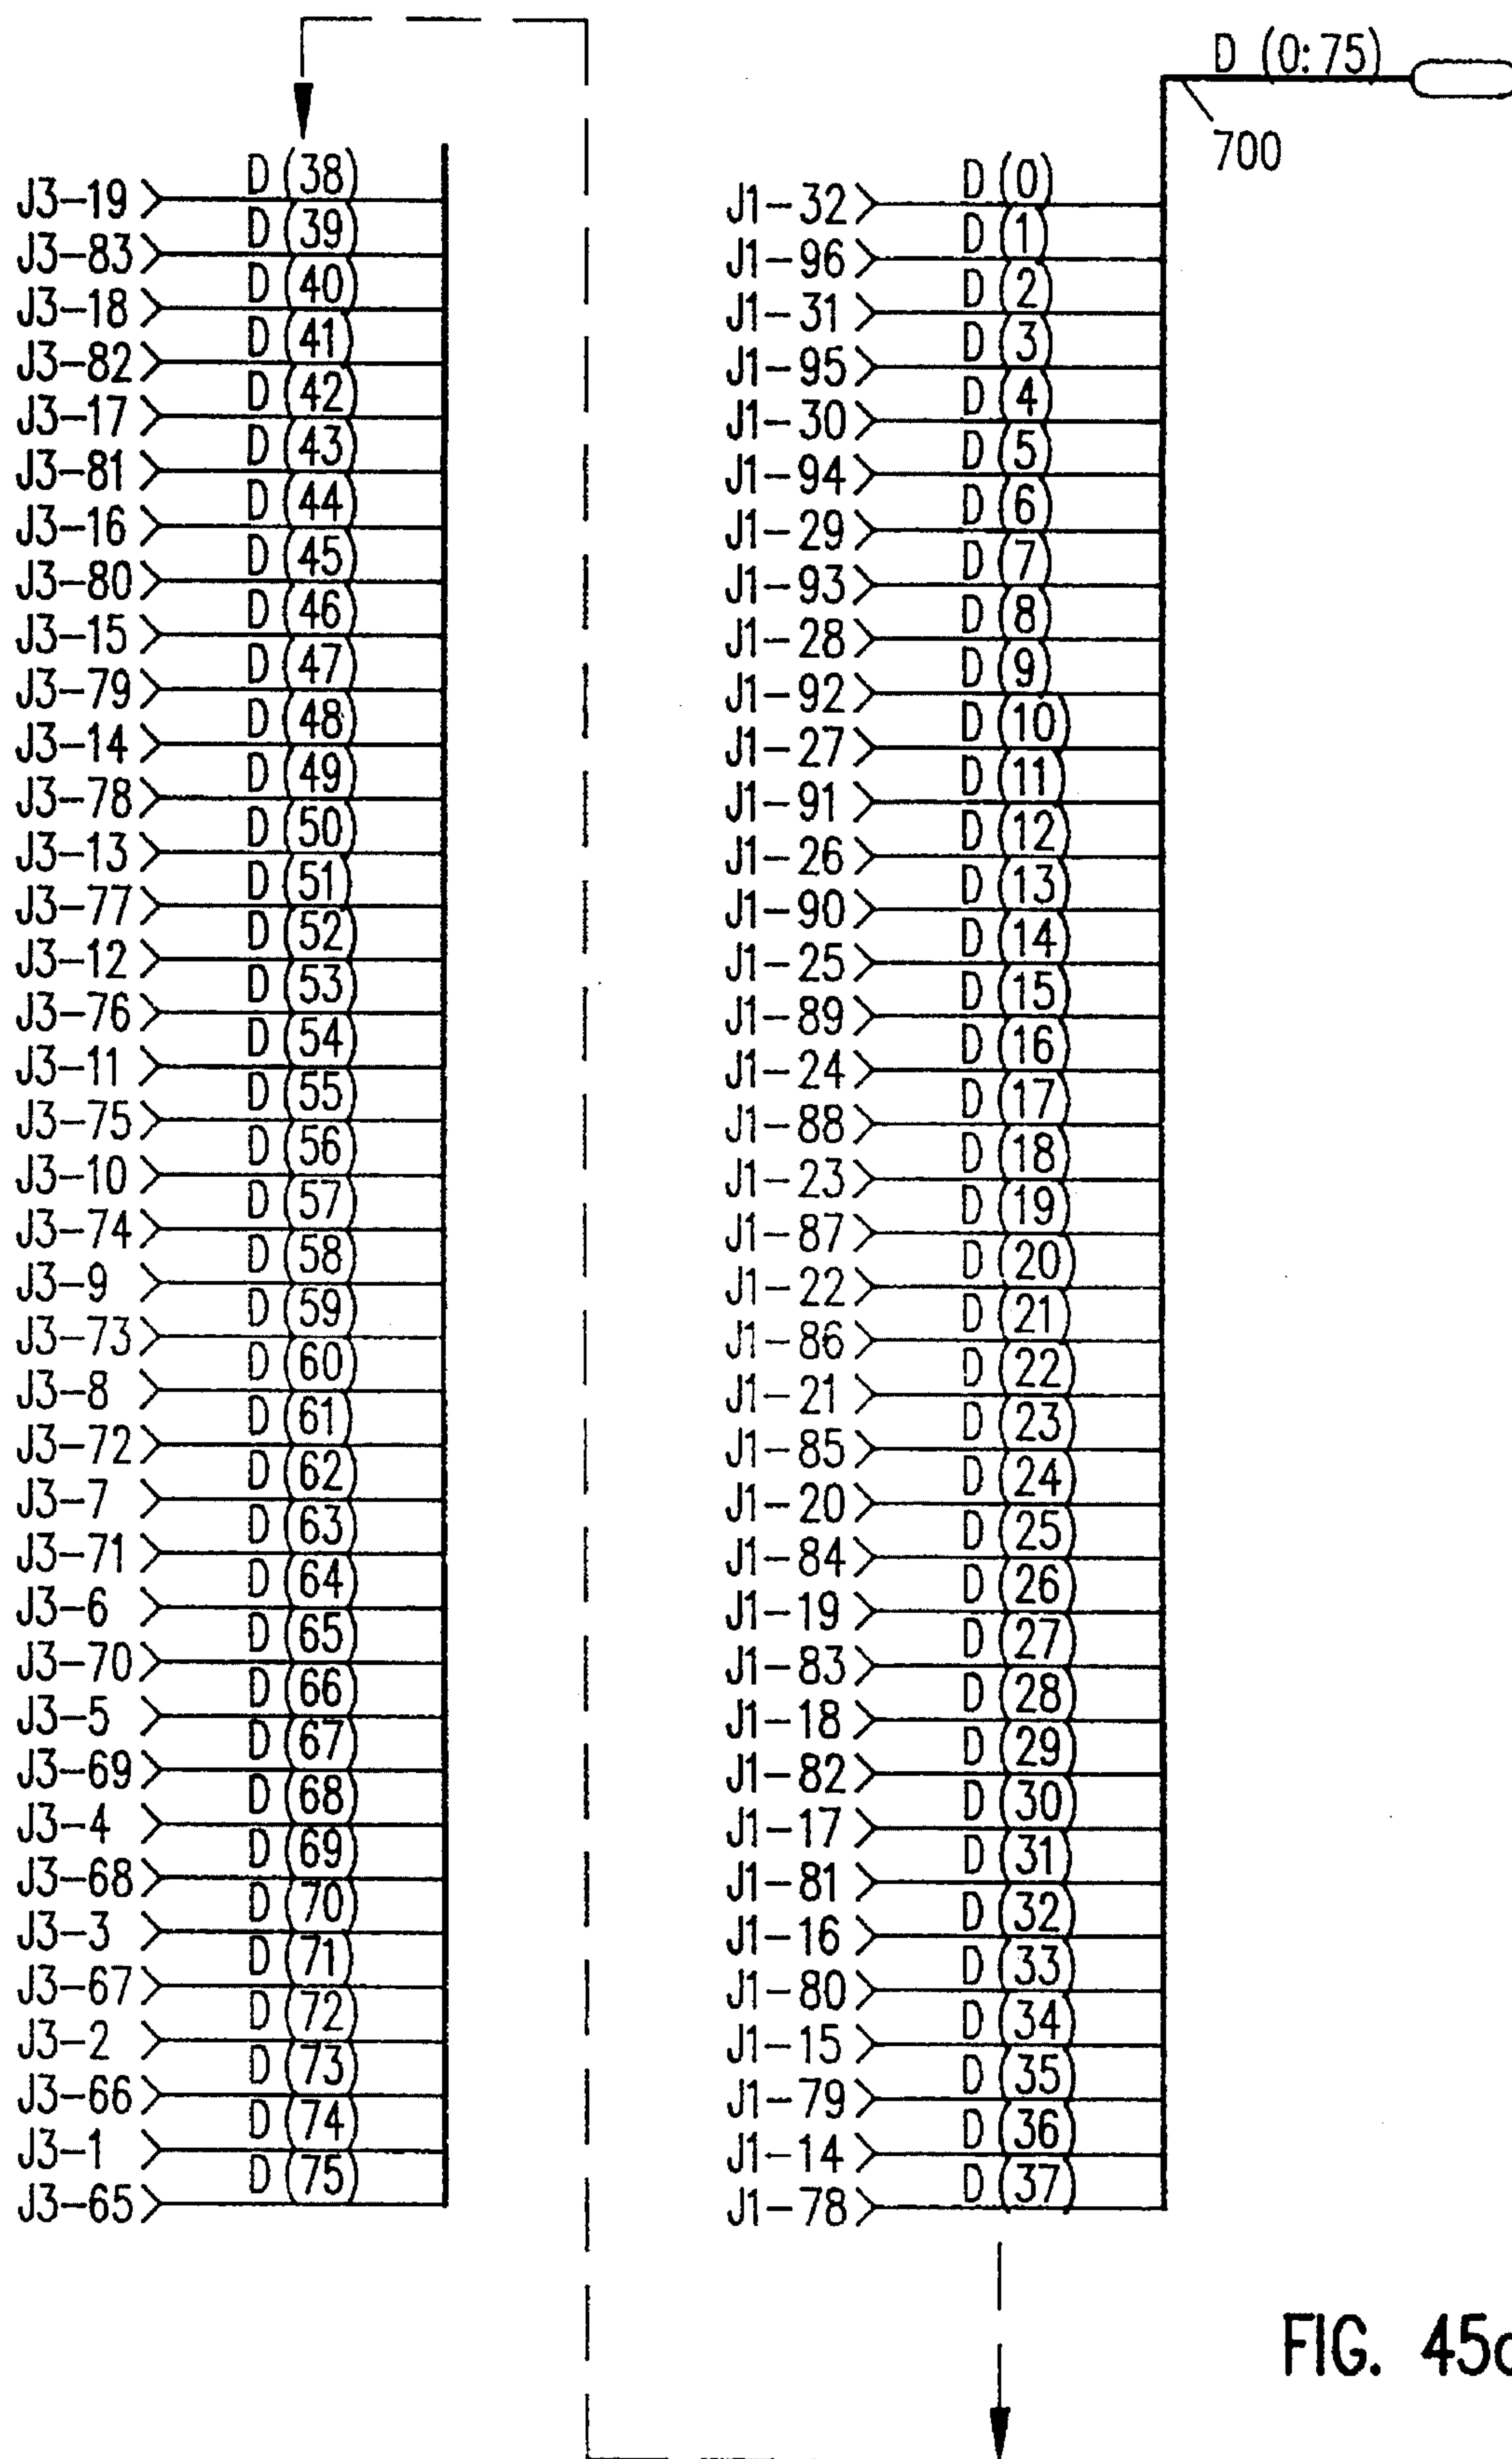 D (0:75)
700
J3-19 D (38)
J3-83 D (39)
J3-18 D (40)
J3-82 D (41)
J3-17 D (42)
J3-81 D (43)
J3-16 D (44)
J3-80 D (45)
J3-15 D (46)
J3-79 D (47)
J3-14 D (48)
J3-78 D (49)
J3-13 D (50)
J3-77 D (51)
J3-12 D (52)
J3-76 D (53)
J3-11 D (54)
J3-75 D (55)
J3-10 D (56)
J3-74 D (57)
J3-9 D (58)
J3-73 D (59)
J3-8 D (60)
J3-72 D (61)
J3-7 D (62)
J3-71 D (63)
J3-6 D (64)
J3-70 D (65)
J3-5 D (66)
J3-69 D (67)
J3-4 D (68)
J3-68 D (69)
J3-3 D (70)
J3-67 D (71)
J3-2 D (72)
J3-66 D (73)
J3-1 D (74)
J3-65 D (75)
J1-32 D (0)
J1-96 D (1)
J1-31 D (2)
J1-95 D (3)
J1-30 D (4)
J1-94 D (5)
J1-29 D (6)
J1-93 D (7)
J1-28 D (8)
J1-92 D (9)
J1-27 D (10)
J1-91 D (11)
J1-26 D (12)
J1-90 D (13)
J1-25 D (14)
J1-89 D (15)
J1-24 D (16)
J1-88 D (17)
J1-23 D (18)
J1-87 D (19)
J1-22 D (20)
J1-86 D (21)
J1-21 D (22)
J1-85 D (23)
J1-20 D (24)
J1-84 D (25)
J1-19 D (26)
J1-83 D (27)
J1-18 D (28)
J1-82 D (29)
J1-17 D (30)
J1-81 D (31)
J1-16 D (32)
J1-80 D (33)
J1-15 D (34)
J1-79 D (35)
J1-14 D (36)
J1-78 D (37)
FIG.